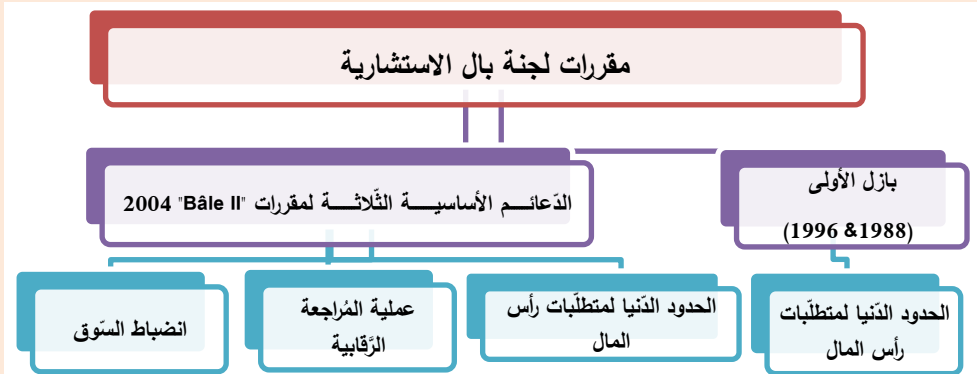 مقررات لجنة بال الاستشارية
بازل الأولى
(1988& 1996)
الدّعائـــم الأساسيـــة الثّلاثـــة لمقررات "Bâle II" 2004
الحدود الدّنيا لمتطلّبات
رأس المال
الحدود الدّنيا لمتطلّبات رأس
المال
عملية المُراجعة
الرّقابية
انضباط السّوق